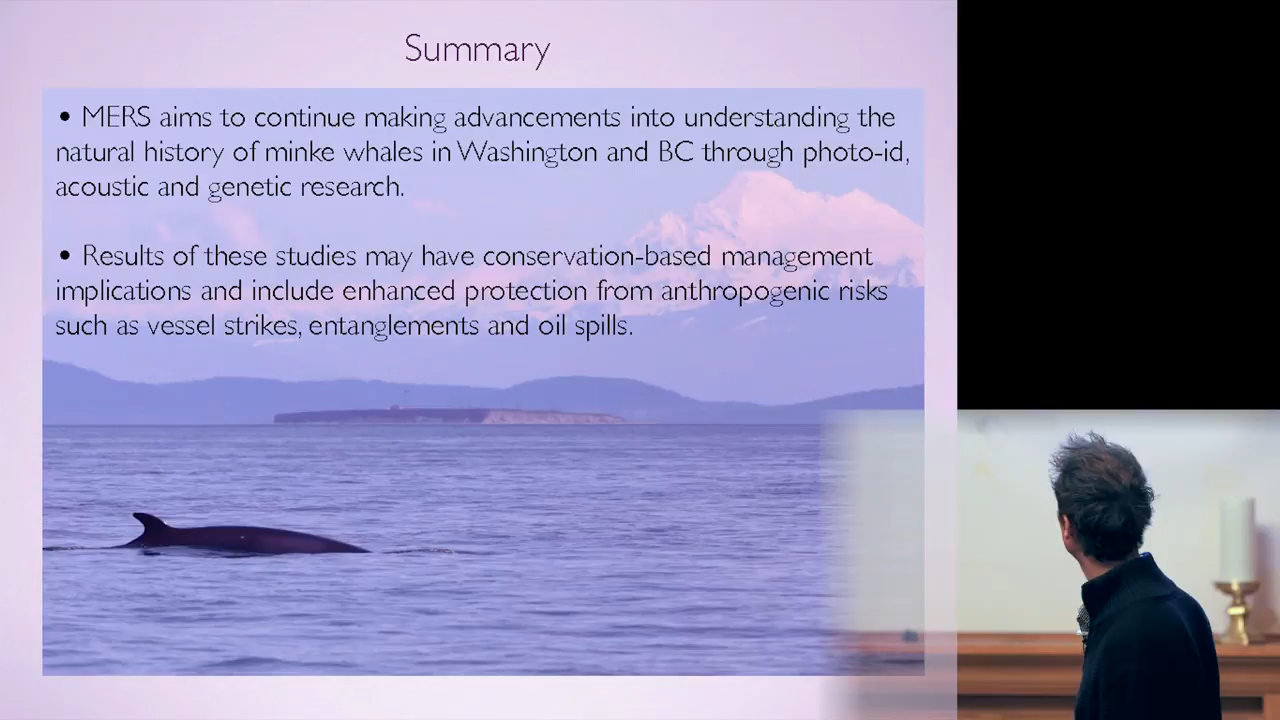 Summary
• MERS aims to continue making advancements into understanding the
natural history of minke whales in Washington and BC through photo-id,
acoustic and genetic research.
• Results of these studies may have conservation-based management
implications and include enhanced protection from anthropogenic risks
such as vessel strikes, entanglements and oil spills.